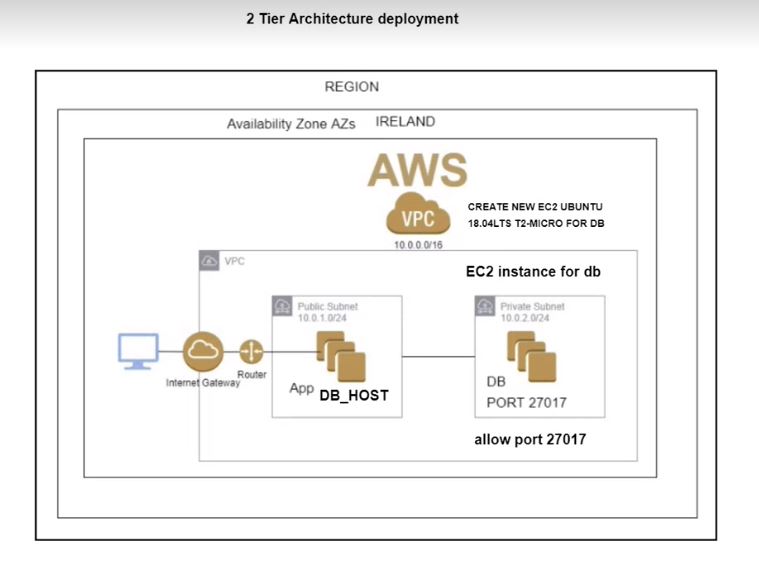 2 Tier Architecture deployment
REGION
Availability Zone AZs
IRELAND
AWS
VPC
10.0.0.0/16
CREATE NEW EC2 UBUNTU
18.04LTS T2-MICRO FOR DB
VPC
EC2 instance for db
Public Subnet
10.0.1.0/24
Private Subnet
10.0.2.0/24
Internet Gateway
Router
App
DB_HOST
DB
PORT 27017
allow port 27017